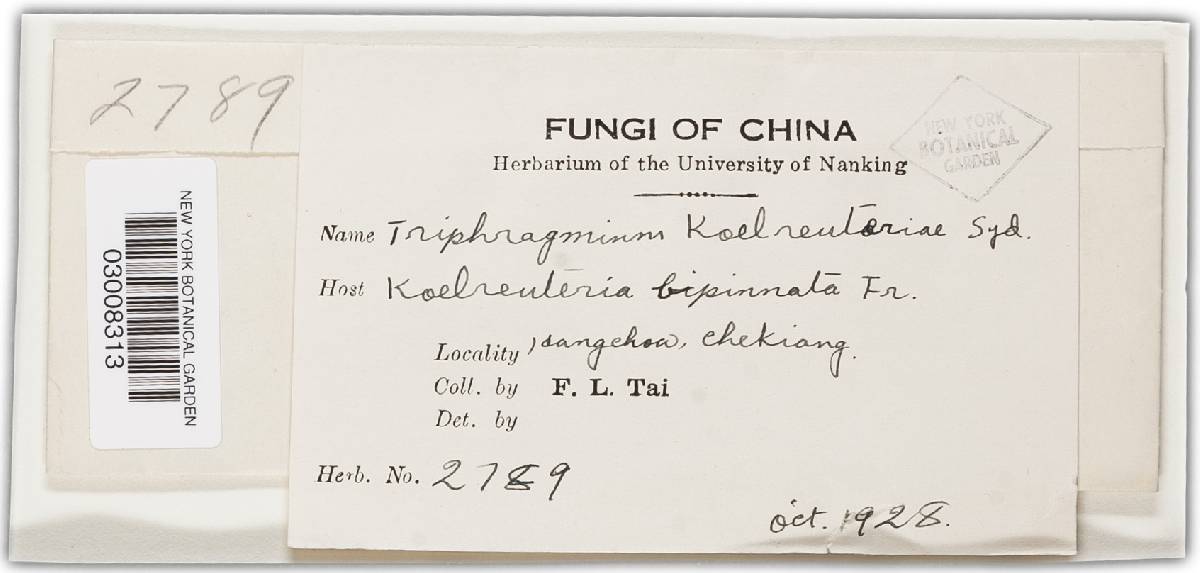 2789
FUNGI OF CHINA
Herbarium of the University of Nanking
NEW YORK
BOTANICAL
GARDEN
Name Triphragmium Koelreuteriae Syd.
Host Koelreuteria bipinnata Fr.
Locality Hangchow, Chekiang.
Coll. by F. L. Tai
Det. by
Herb. No. 2789
Oct. 1928.
NEW YORK BOTANICAL GARDEN
03008313